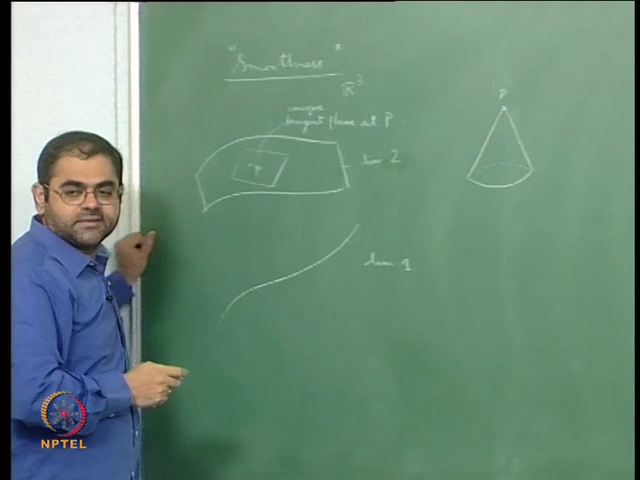 "Smoothness"
ℝ³
unique
tangent plane at P
P
dim 2
dim 1
P
NPTEL